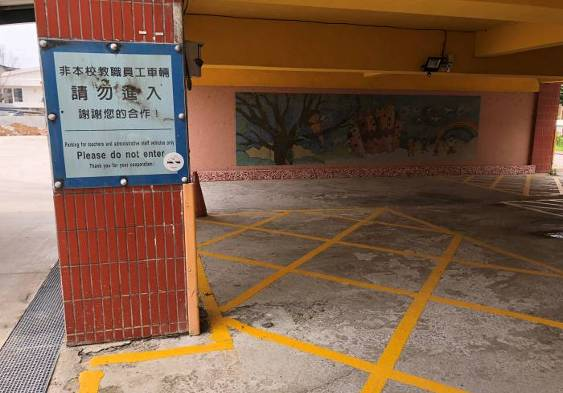 非本校教職員工車輛
請勿進入
謝謝您的合作！
Parking for teachers and administrative staff vehicles only
Please do not enter
Thank you for your cooperation.